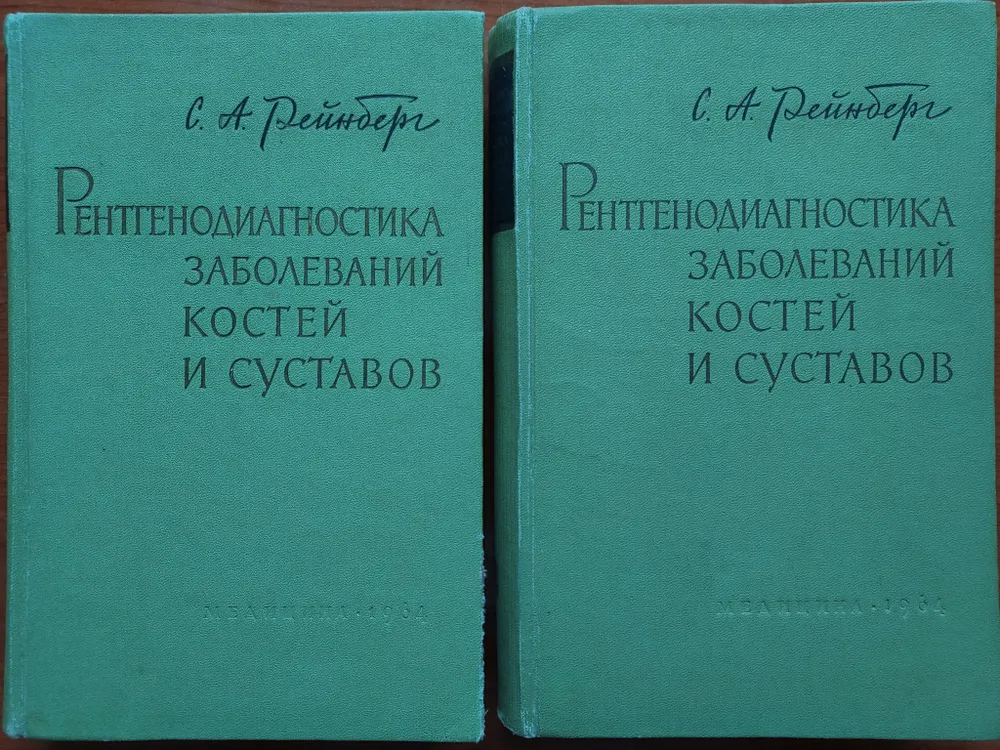 С. А. Рейнберг
Рентгенодиагностика
заболеваний
костей
и суставов
МЕДИЦИНА · 1964
С. А. Рейнберг
Рентгенодиагностика
заболеваний
костей
и суставов
МЕДИЦИНА · 1964